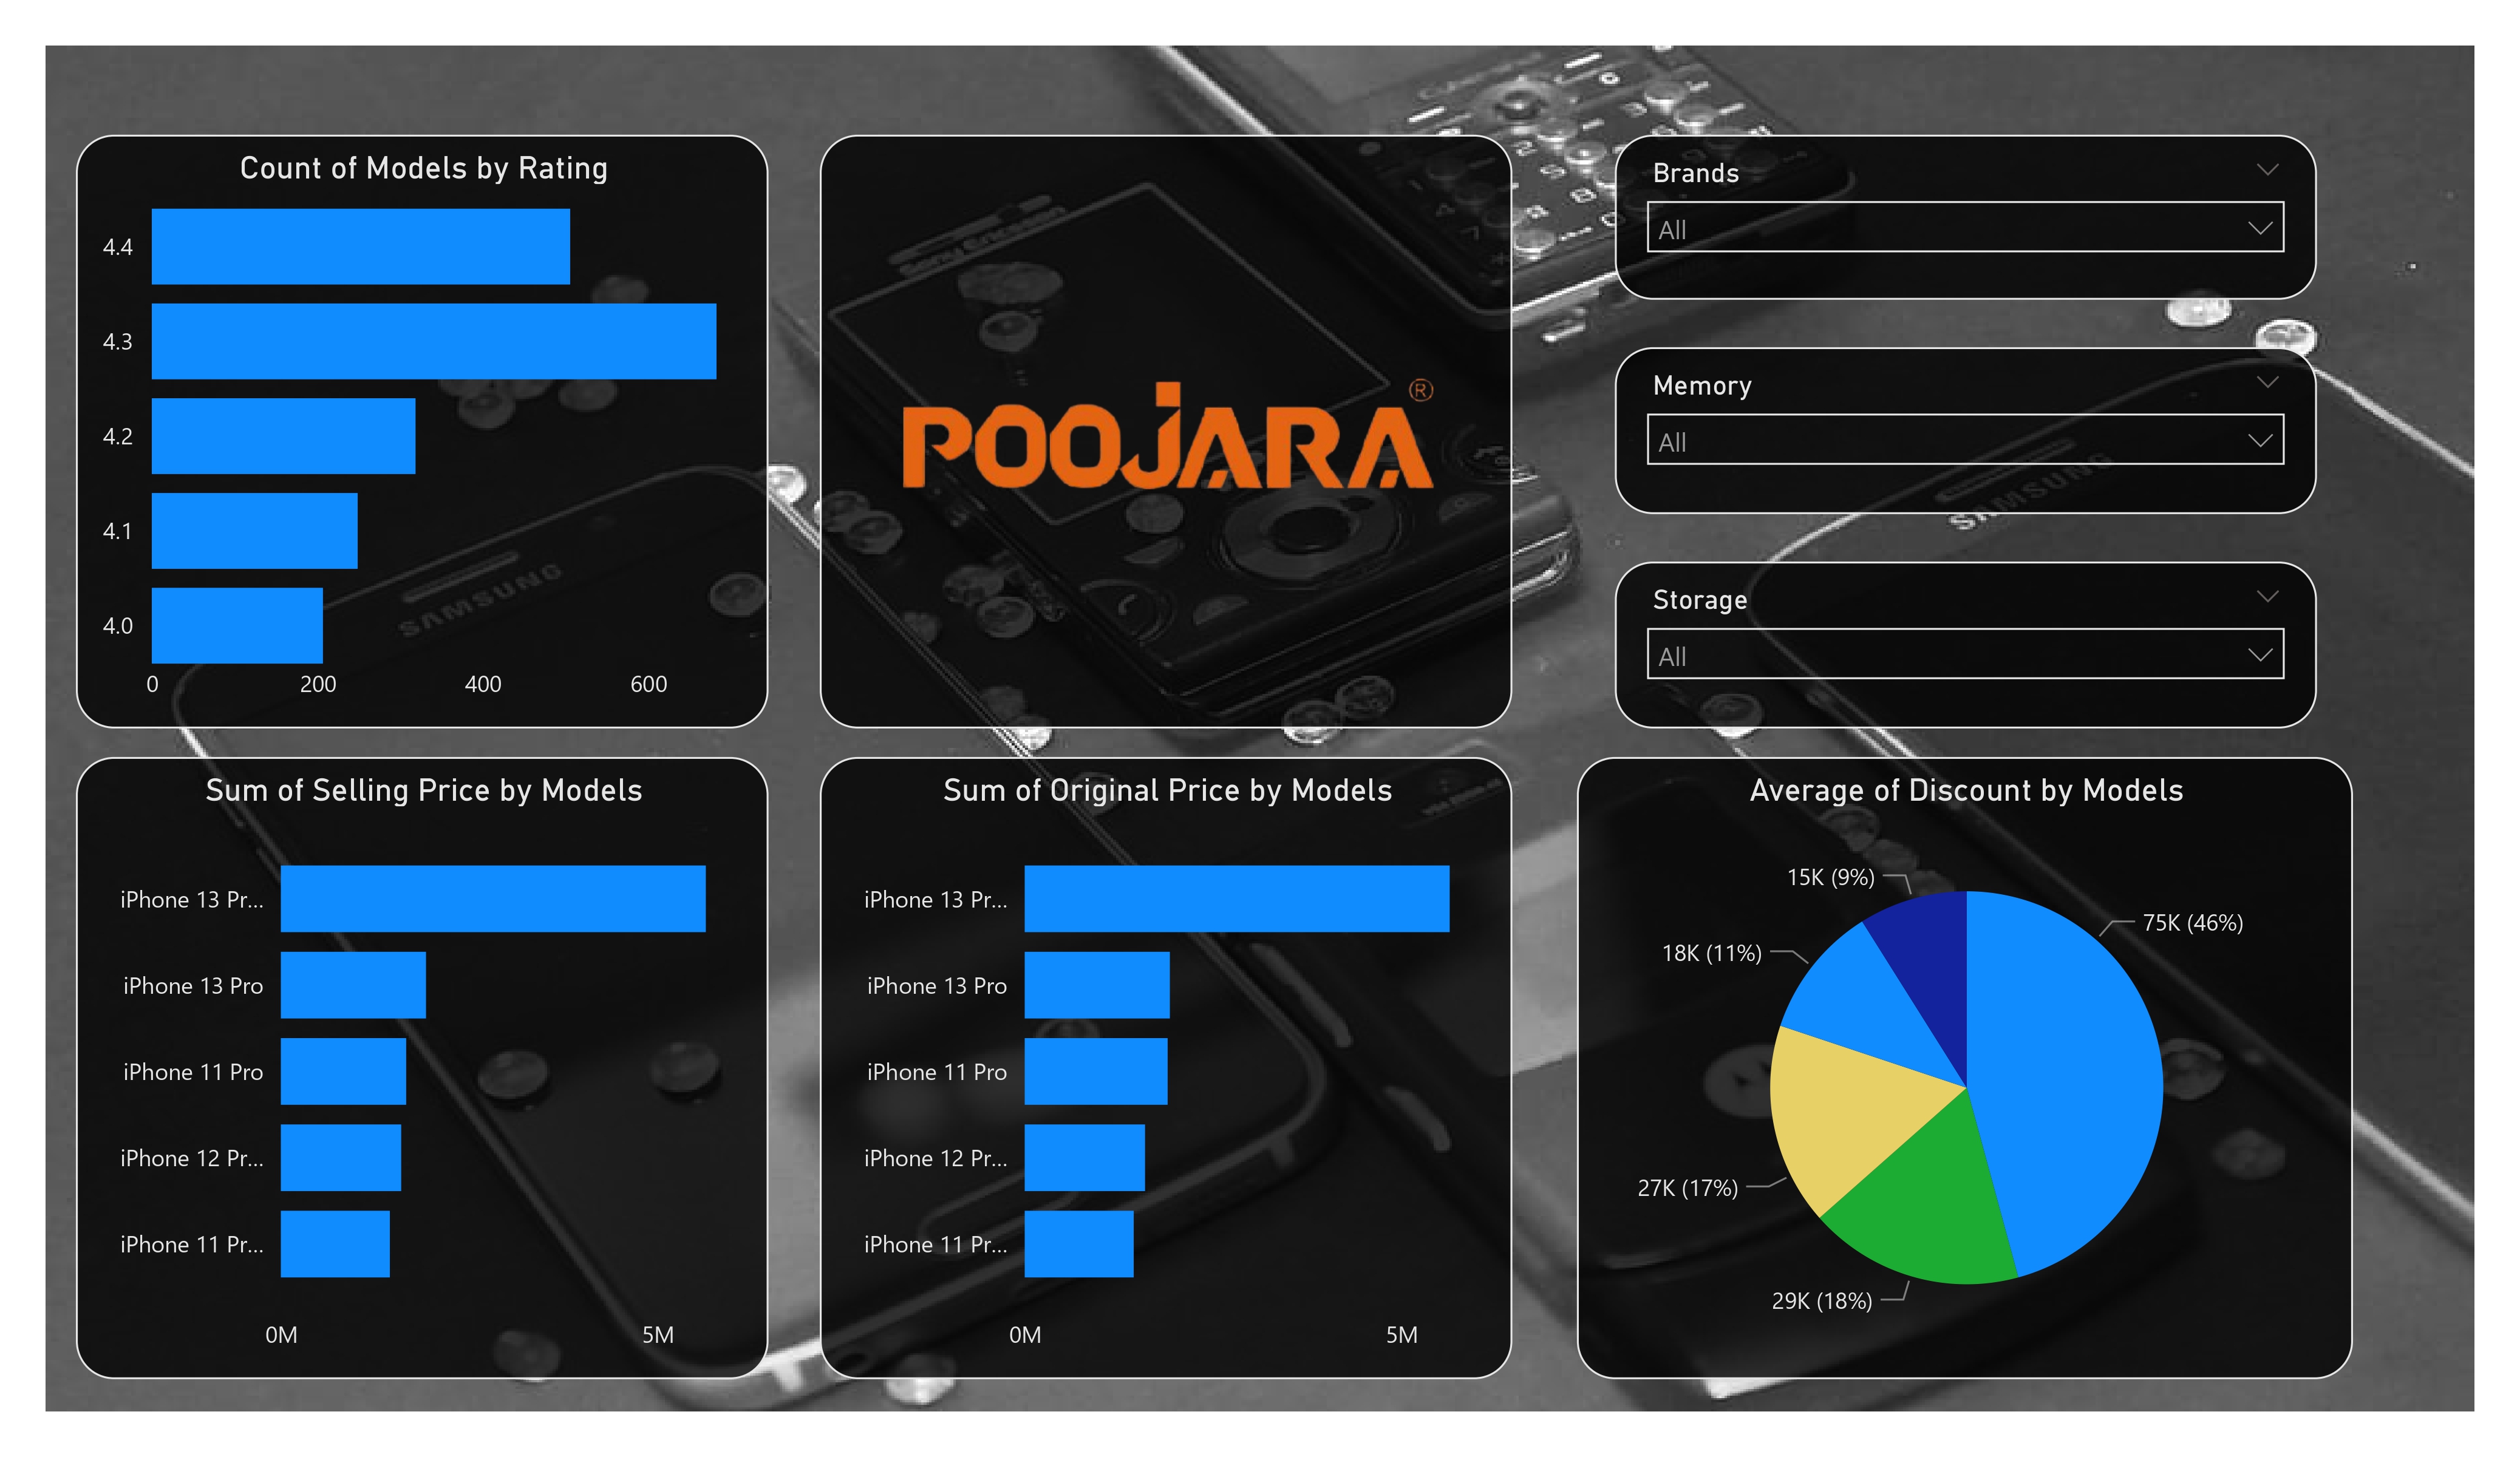 Count of Models by Rating
4.4
4.3
4.2
4.1
4.0
0 200 400 600
POOJARA®
Sony Ericsson
SAMSUNG
Brands
All
Memory
All
SAMSUNG
Storage
All
Sum of Selling Price by Models
iPhone 13 Pr...
iPhone 13 Pro
iPhone 11 Pro
iPhone 12 Pr...
iPhone 11 Pr...
0M 5M
Sum of Original Price by Models
iPhone 13 Pr...
iPhone 13 Pro
iPhone 11 Pro
iPhone 12 Pr...
iPhone 11 Pr...
0M 5M
Average of Discount by Models
15K (9%)
75K (46%)
18K (11%)
27K (17%)
29K (18%)